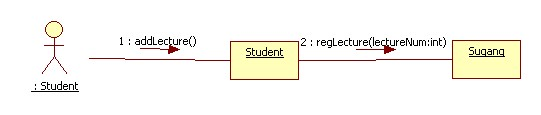 1 : addLecture()
2 : regLecture(lectureNum:int)
Student
Sugang
: Student